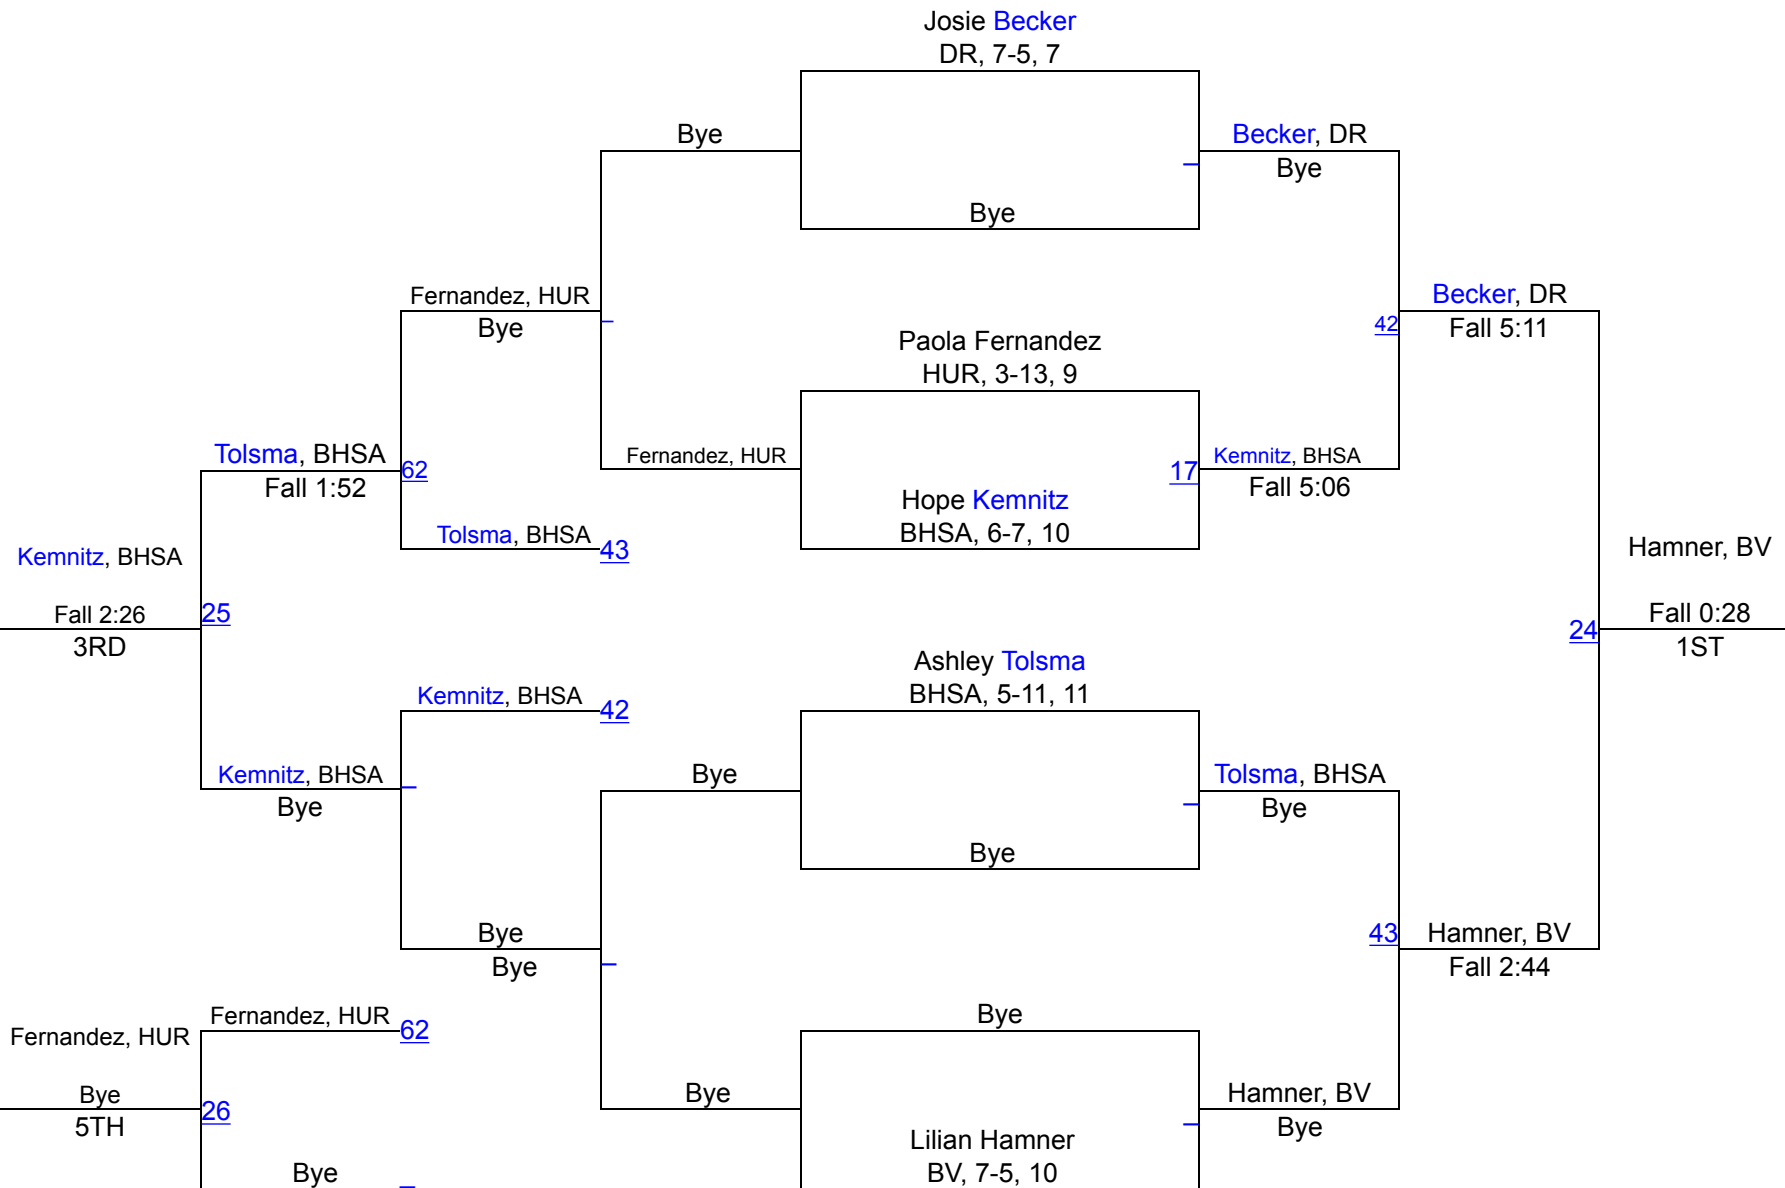 Josie Becker
DR, 7-5, 7
Bye
Becker, DR
Bye
Bye
Fernandez, HUR
Bye
Becker, DR
42
Fall 5:11
Paola Fernandez
HUR, 3-13, 9
Tolsma, BHSA
62
Fall 1:52
Fernandez, HUR
17
Kemnitz, BHSA
Fall 5:06
Hope Kemnitz
BHSA, 6-7, 10
Tolsma, BHSA
43
Kemnitz, BHSA
Hamner, BV
Fall 2:26
25
3RD
Fall 0:28
24
1ST
Ashley Tolsma
BHSA, 5-11, 11
Kemnitz, BHSA
42
Kemnitz, BHSA
Bye
Bye
Tolsma, BHSA
Bye
Bye
Bye
Bye
43
Hamner, BV
Fall 2:44
Fernandez, HUR
Fernandez, HUR
62
Bye
Bye
26
5TH
Bye
Hamner, BV
Bye
Lilian Hamner
BV, 7-5, 10
Bye